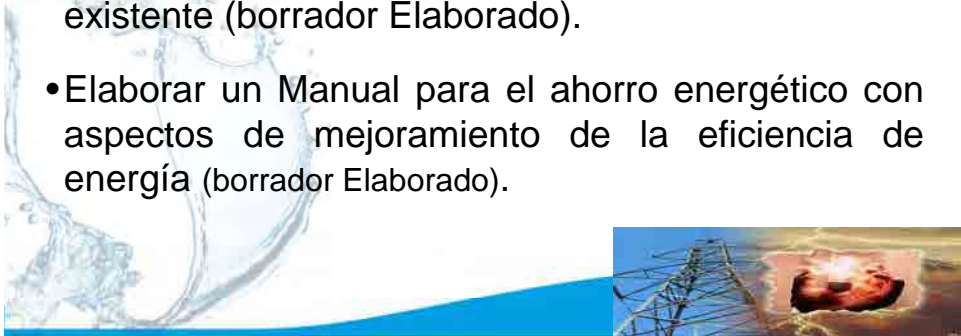 existente (borrador Elaborado).
•Elaborar un Manual para el ahorro energético con
aspectos de mejoramiento de la eficiencia de
energía (borrador Elaborado).